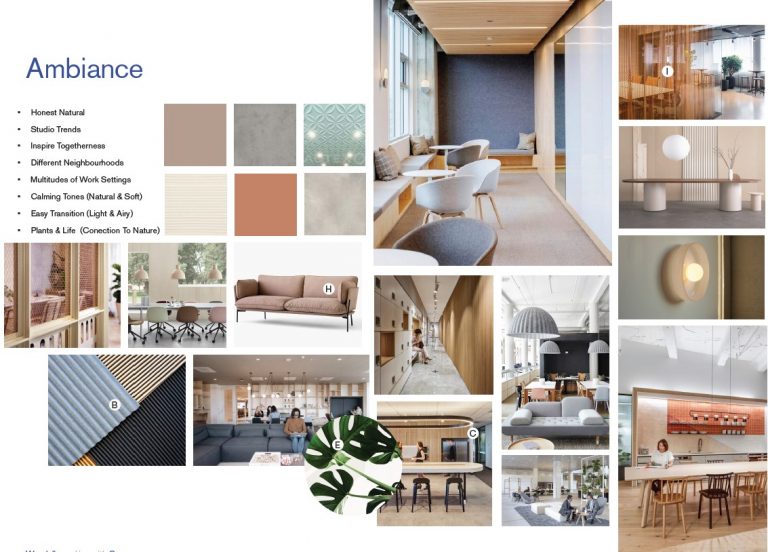 Ambiance
• Honest Natural
• Studio Trends
• Inspire Togetherness
• Different Neighbourhoods
• Multitudes of Work Settings
• Calming Tones (Natural & Soft)
• Easy Transition (Light & Airy)
• Plants & Life (Conection To Nature)
I
H
B
E
C